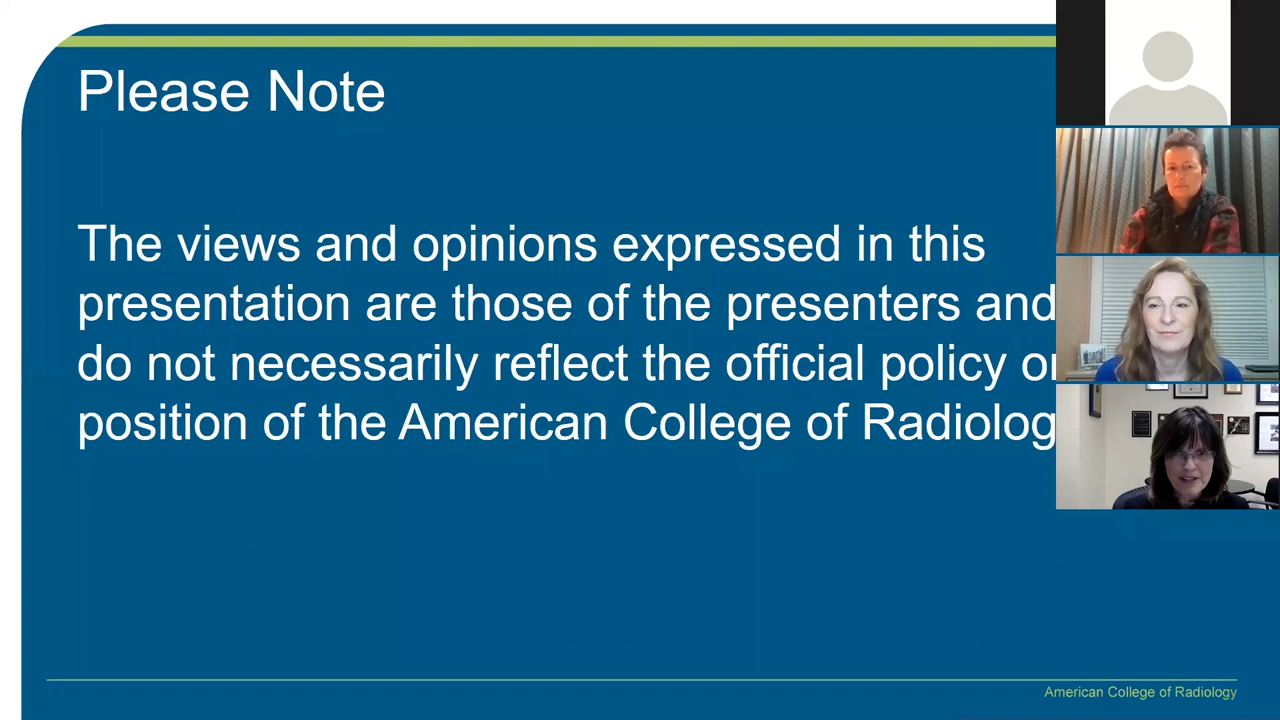 Please Note
The views and opinions expressed in this
presentation are those of the presenters and
do not necessarily reflect the official policy or
position of the American College of Radiolog
American College of Radiology